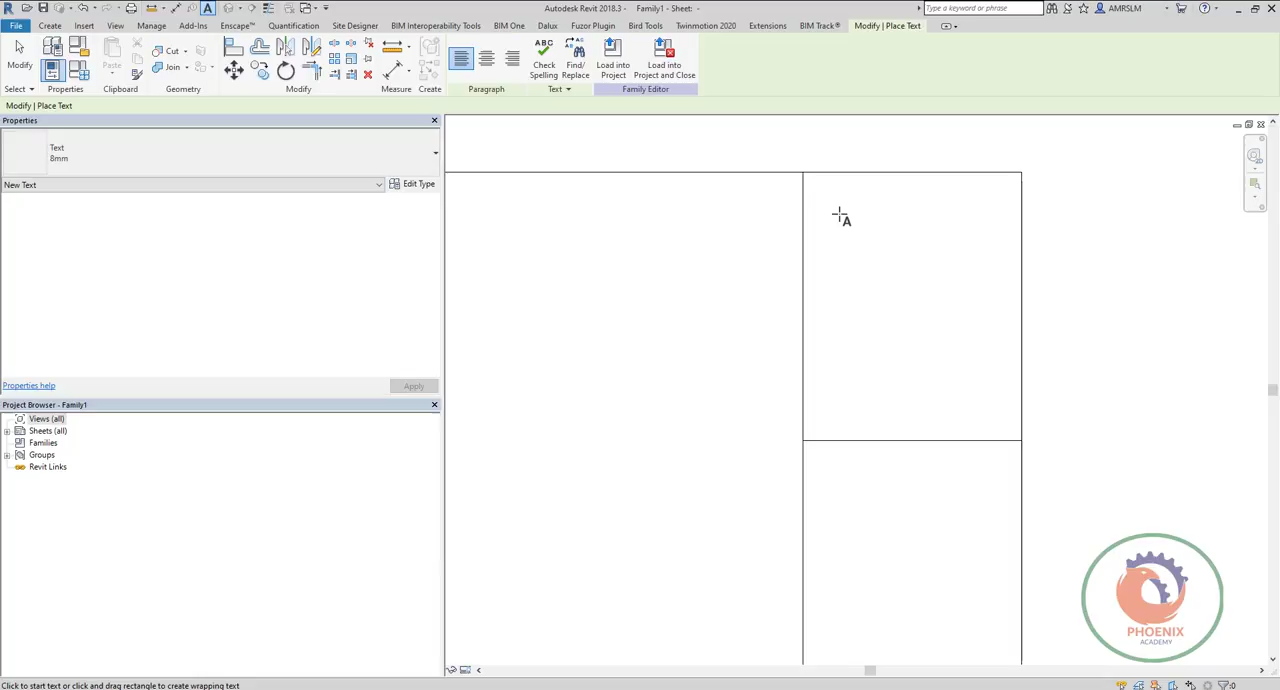 Autodesk Revit 2018.3 - Family1 - Sheet: -
Type a keyword or phrase
AMRSLM
File Create Insert View Manage Add-Ins Enscape™ Quantification Site Designer BIM Interoperability Tools BIM One Dalux Fuzor Plugin Bird Tools Twinmotion 2020 Extensions BIM Track® Modify | Place Text
Modify
Paste
Cut
Join
ABC
Check Spelling
Find/ Replace
Load into Project
Load into Project and Close
Select Properties Clipboard Geometry Modify Measure Create Paragraph Text Family Editor
Modify | Place Text
Properties
Text
8mm
New Text
Edit Type
Properties help
Apply
Project Browser - Family1
Views (all)
Sheets (all)
Families
Groups
Revit Links
A
PHOENIX
ACADEMY
Click to start text or click and drag rectangle to create wrapping text
:0